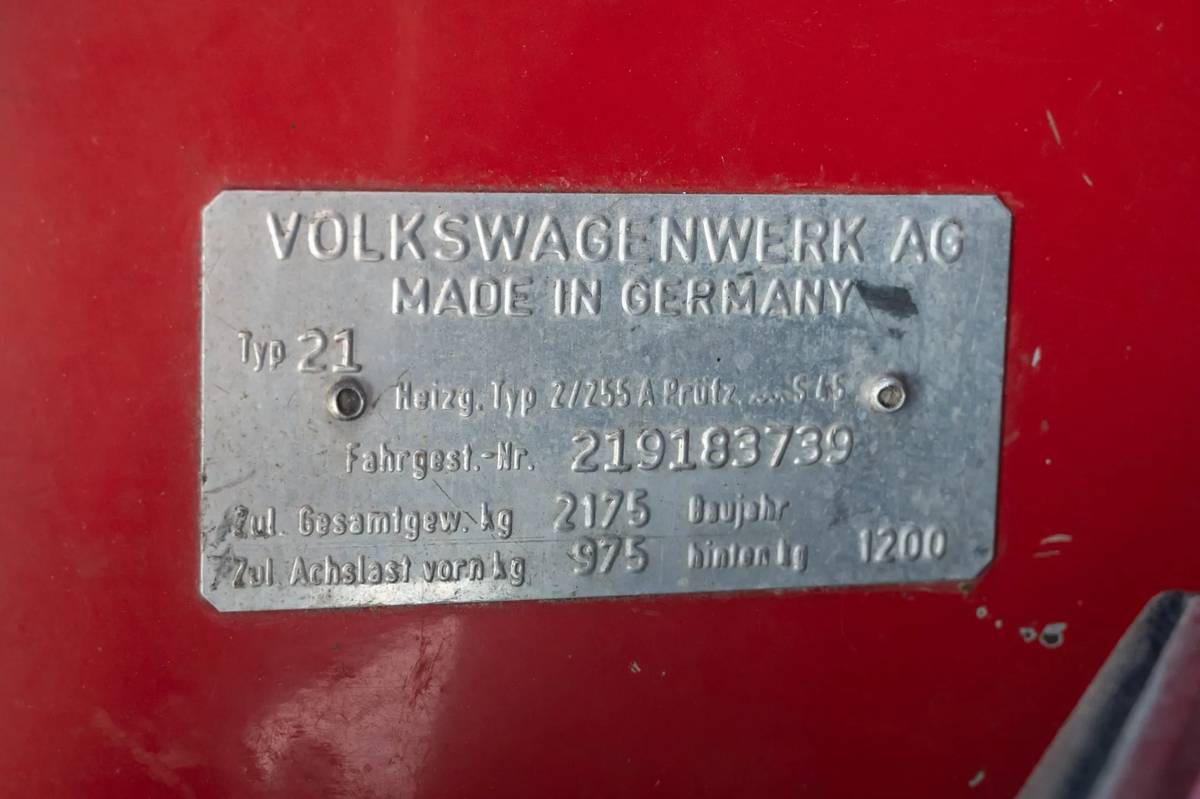 VOLKSWAGENWERK AG
MADE IN GERMANY
Typ 21
Heizg. Typ 2/255 A Prüfz. ..... S 45
Fahrgest.-Nr. 219183739
Zul. Gesamtgew. kg 2175 Baujahr
Zul. Achslast vorn kg 975 hinten kg 1200